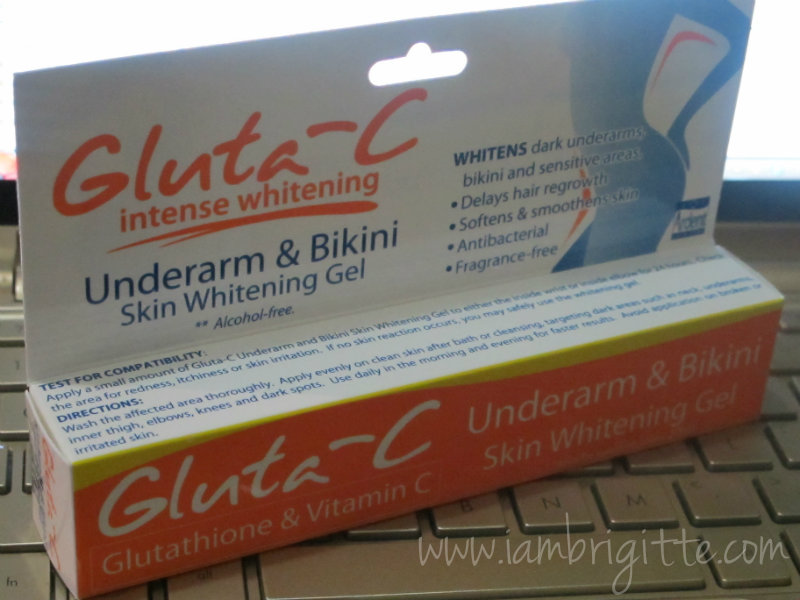 Gluta-C
intense whitening
Underarm & Bikini
Skin Whitening Gel
** Alcohol-free.
WHITENS dark underarms,
bikini and sensitive areas.
• Delays hair regrowth
• Softens & smoothens skin
• Antibacterial
• Fragrance-free
Ardent
TEST FOR COMPATIBILITY:
Apply a small amount of Gluta-C Underarm and Bikini Skin Whitening Gel to either the inside wrist or inside elbow for 24 hours. Check
the area for redness, itchiness or skin irritation. If no skin reaction occurs, you may safely use the whitening gel.
DIRECTIONS:
Wash the affected area thoroughly. Apply evenly on clean skin after bath or cleansing, targeting dark areas such as neck, underarms,
inner thigh, elbows, knees and dark spots. Use daily in the morning and evening for faster results. Avoid application on broken or
irritated skin.
Gluta-C
Glutathione & Vitamin C
Underarm & Bikini
Skin Whitening Gel
fn
B
N
M
www.iambrigitte.com